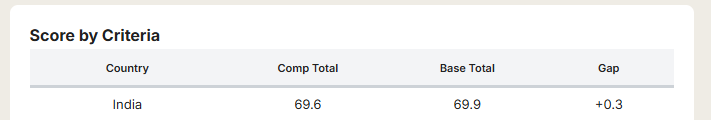 Score by Criteria
Country Comp Total Base Total Gap
India 69.6 69.9 +0.3